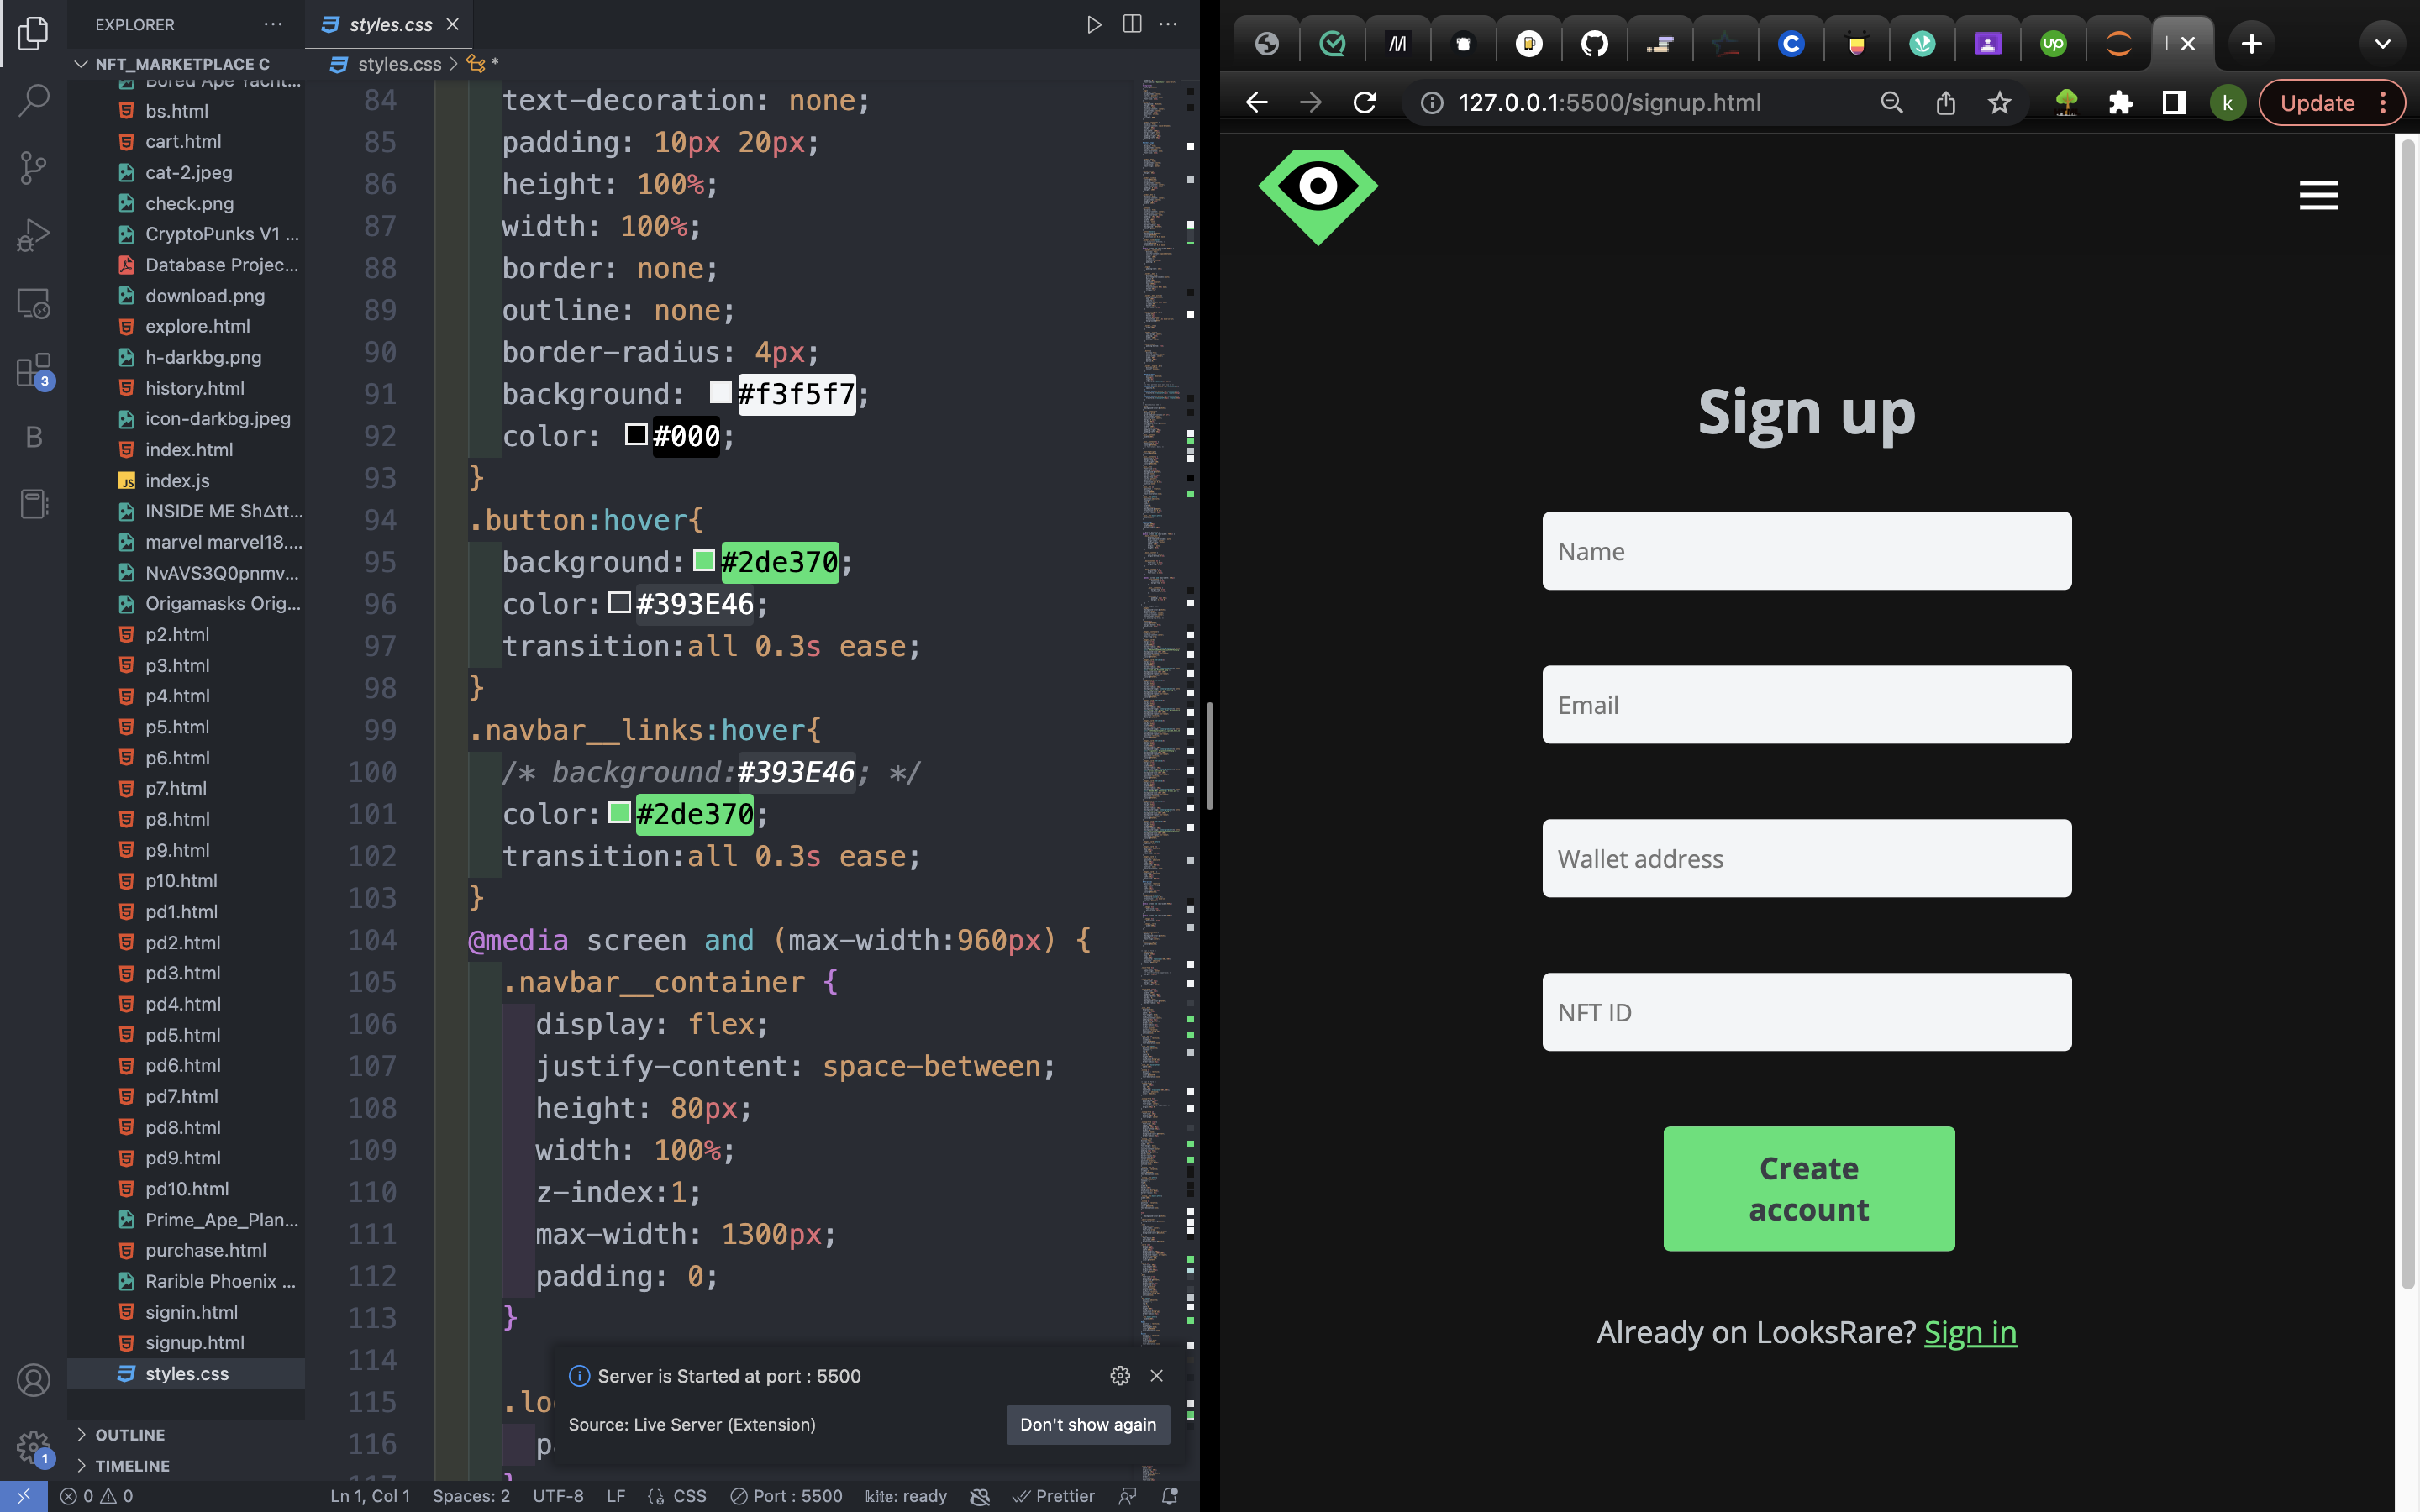 EXPLORER
NFT_MARKETPLACE C
Bored Ape Yacht...
bs.html
cart.html
cat-2.jpeg
check.png
CryptoPunks V1 ...
Database Projec...
download.png
explore.html
h-darkbg.png
history.html
icon-darkbg.jpeg
index.html
JS index.js
INSIDE ME ShΔtt...
marvel marvel18....
NvAVS3Q0pnmv...
Origamasks Orig...
p2.html
p3.html
p4.html
p5.html
p6.html
p7.html
p8.html
p9.html
p10.html
pd1.html
pd2.html
pd3.html
pd4.html
pd5.html
pd6.html
pd7.html
pd8.html
pd9.html
pd10.html
Prime_Ape_Plan...
purchase.html
Rarible Phoenix ...
signin.html
signup.html
styles.css
OUTLINE
TIMELINE
3
B
1
styles.css
styles.css > *
84 text-decoration: none;
85 padding: 10px 20px;
86 height: 100%;
87 width: 100%;
88 border: none;
89 outline: none;
90 border-radius: 4px;
91 background: #f3f5f7;
92 color: #000;
93 }
94 .button:hover{
95 background:#2de370;
96 color:#393E46;
97 transition:all 0.3s ease;
98 }
99 .navbar__links:hover{
100 /* background:#393E46; */
101 color:#2de370;
102 transition:all 0.3s ease;
103 }
104 @media screen and (max-width:960px) {
105 .navbar__container {
106 display: flex;
107 justify-content: space-between;
108 height: 80px;
109 width: 100%;
110 z-index:1;
111 max-width: 1300px;
112 padding: 0;
113 }
114
115 .lo
116 p
Server is Started at port : 5500
Source: Live Server (Extension)
Don't show again
0 0
Ln 1, Col 1 Spaces: 2 UTF-8 LF CSS Port : 5500 kite: ready Prettier
127.0.0.1:5500/signup.html
k
Update
Sign up
Name
Email
Wallet address
NFT ID
Create
account
Already on LooksRare? Sign in